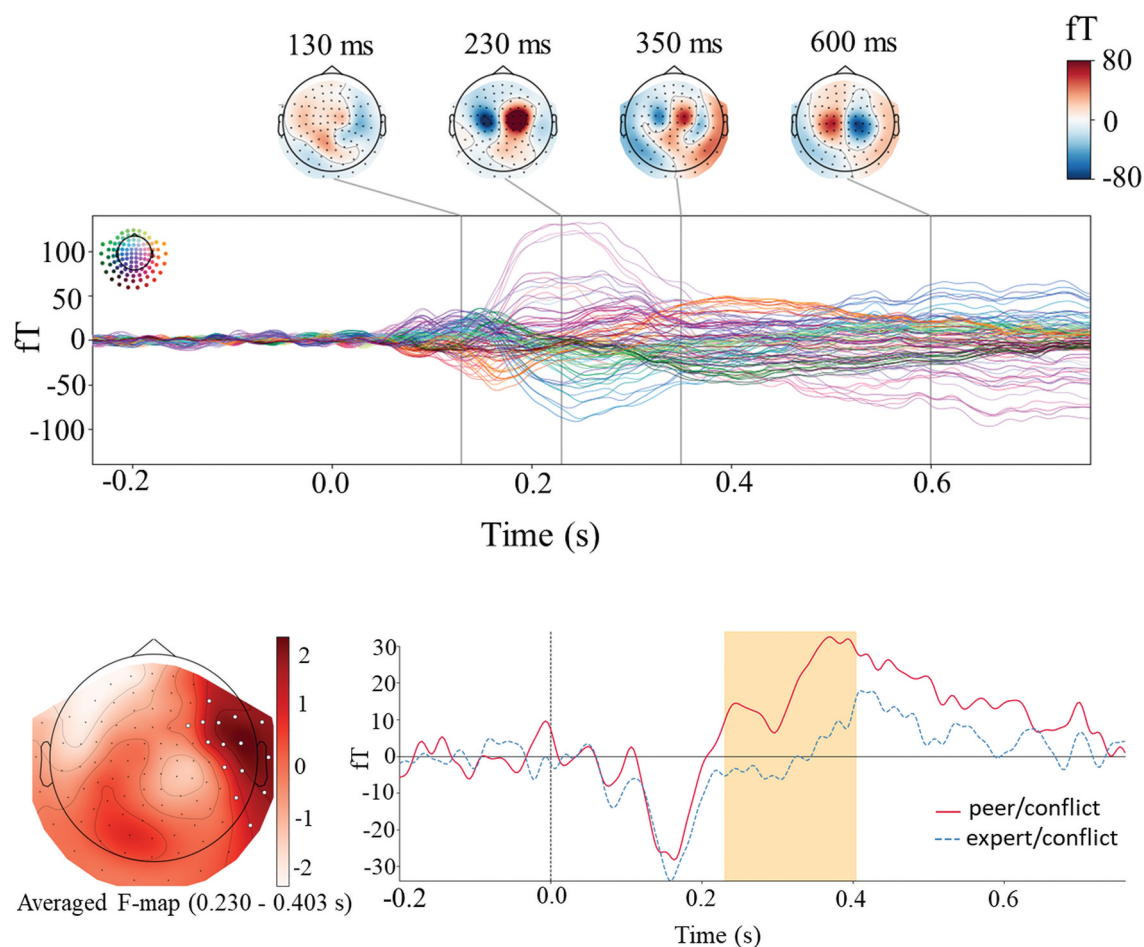 130 ms 230 ms 350 ms 600 ms fT
80
0
-80
100
50
0
-50
-100
fT
-0.2 0.0 0.2 0.4 0.6
Time (s)
2
1
0
-1
-2
Averaged F-map (0.230 - 0.403 s)
30
20
10
0
-10
-20
-30
fT
peer/conflict
expert/conflict
-0.2 0.0 0.2 0.4 0.6
Time (s)